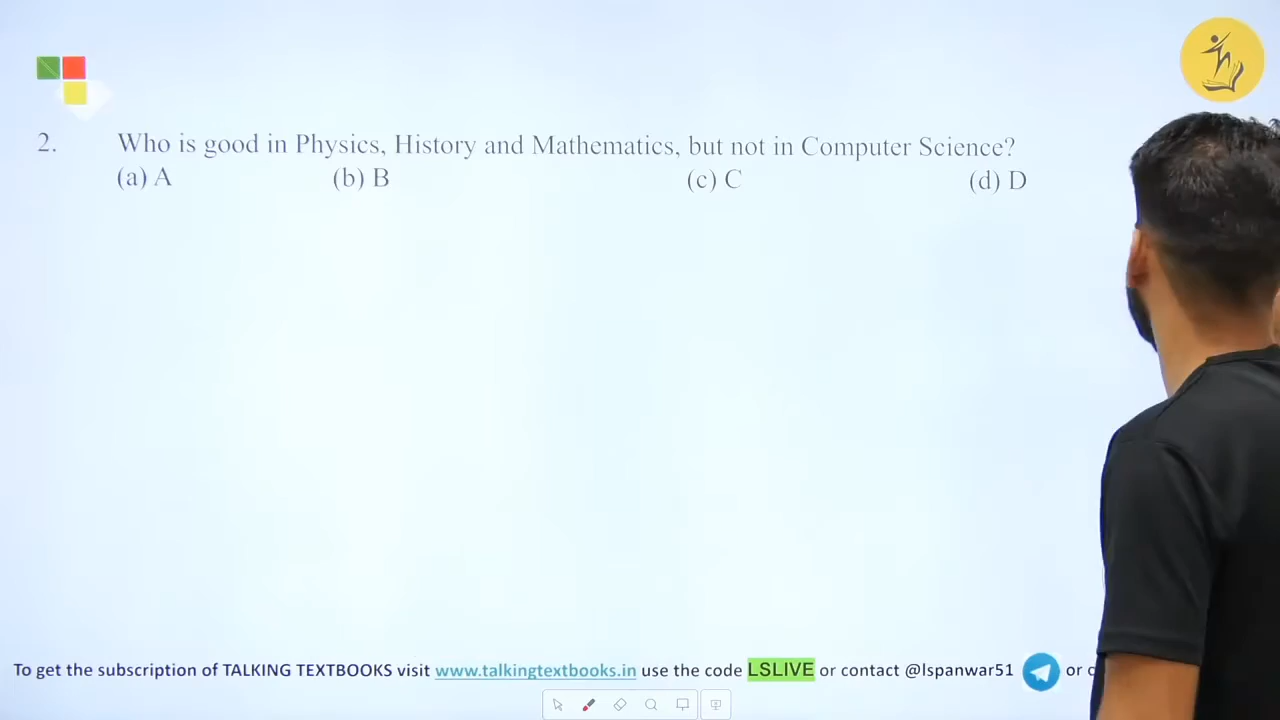 2. Who is good in Physics, History and Mathematics, but not in Computer Science?
(a) A (b) B (c) C (d) D
To get the subscription of TALKING TEXTBOOKS visit www.talkingtextbooks.in use the code LSLIVE or contact @lspanwar51 or